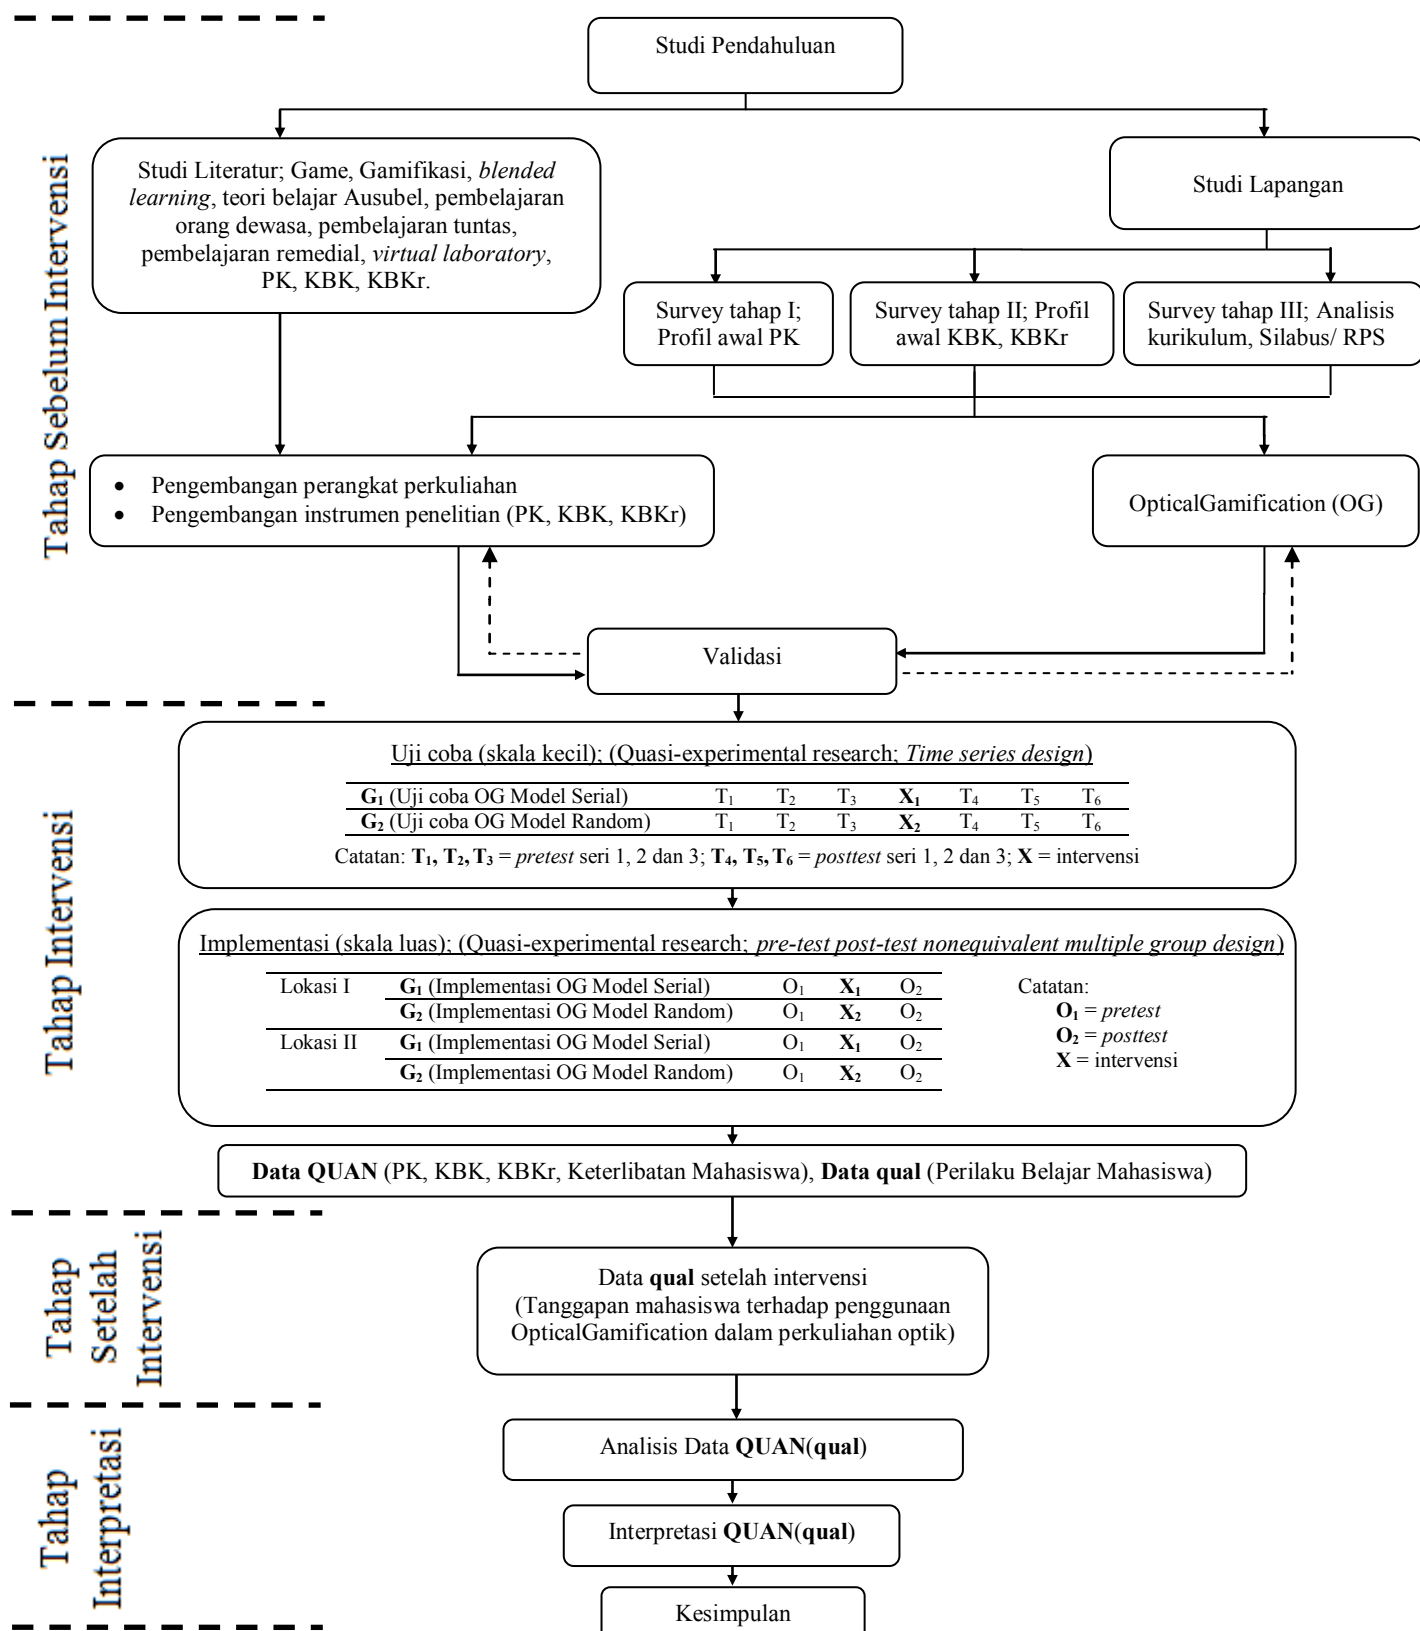 Tahap Sebelum Intervensi
Studi Pendahuluan
Studi Literatur; Game, Gamifikasi, blended
learning, teori belajar Ausubel, pembelajaran
orang dewasa, pembelajaran tuntas,
pembelajaran remedial, virtual laboratory,
PK, KBK, KBKr.
Studi Lapangan
Survey tahap I;
Profil awal PK
Survey tahap II; Profil
awal KBK, KBKr
Survey tahap III; Analisis
kurikulum, Silabus/ RPS
• Pengembangan perangkat perkuliahan
• Pengembangan instrumen penelitian (PK, KBK, KBKr)
OpticalGamification (OG)
Validasi
Tahap Intervensi
Uji coba (skala kecil); (Quasi-experimental research; Time series design)
G₁ (Uji coba OG Model Serial) T₁ T₂ T₃ X₁ T₄ T₅ T₆
G₂ (Uji coba OG Model Random) T₁ T₂ T₃ X₂ T₄ T₅ T₆
Catatan: T₁, T₂, T₃ = pretest seri 1, 2 dan 3; T₄, T₅, T₆ = posttest seri 1, 2 dan 3; X = intervensi
Implementasi (skala luas); (Quasi-experimental research; pre-test post-test nonequivalent multiple group design)
Lokasi I G₁ (Implementasi OG Model Serial) O₁ X₁ O₂
G₂ (Implementasi OG Model Random) O₁ X₂ O₂
Lokasi II G₁ (Implementasi OG Model Serial) O₁ X₁ O₂
G₂ (Implementasi OG Model Random) O₁ X₂ O₂
Catatan:
O₁ = pretest
O₂ = posttest
X = intervensi
Data QUAN (PK, KBK, KBKr, Keterlibatan Mahasiswa), Data qual (Perilaku Belajar Mahasiswa)
Tahap
Setelah
Intervensi
Data qual setelah intervensi
(Tanggapan mahasiswa terhadap penggunaan
OpticalGamification dalam perkuliahan optik)
Tahap
Interpretasi
Analisis Data QUAN(qual)
Interpretasi QUAN(qual)
Kesimpulan